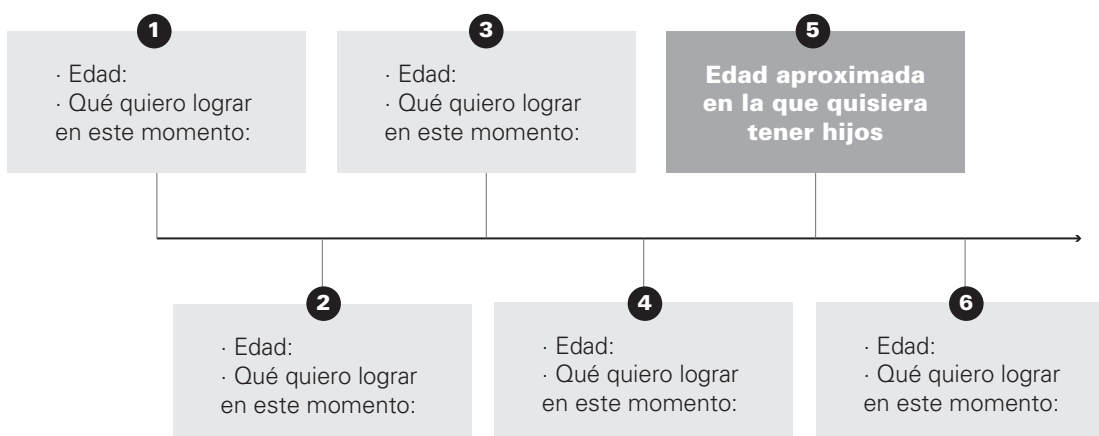 1
· Edad:
· Qué quiero lograr
en este momento:
3
· Edad:
· Qué quiero lograr
en este momento:
5
Edad aproximada
en la que quisiera
tener hijos
2
· Edad:
· Qué quiero lograr
en este momento:
4
· Edad:
· Qué quiero lograr
en este momento:
6
· Edad:
· Qué quiero lograr
en este momento: